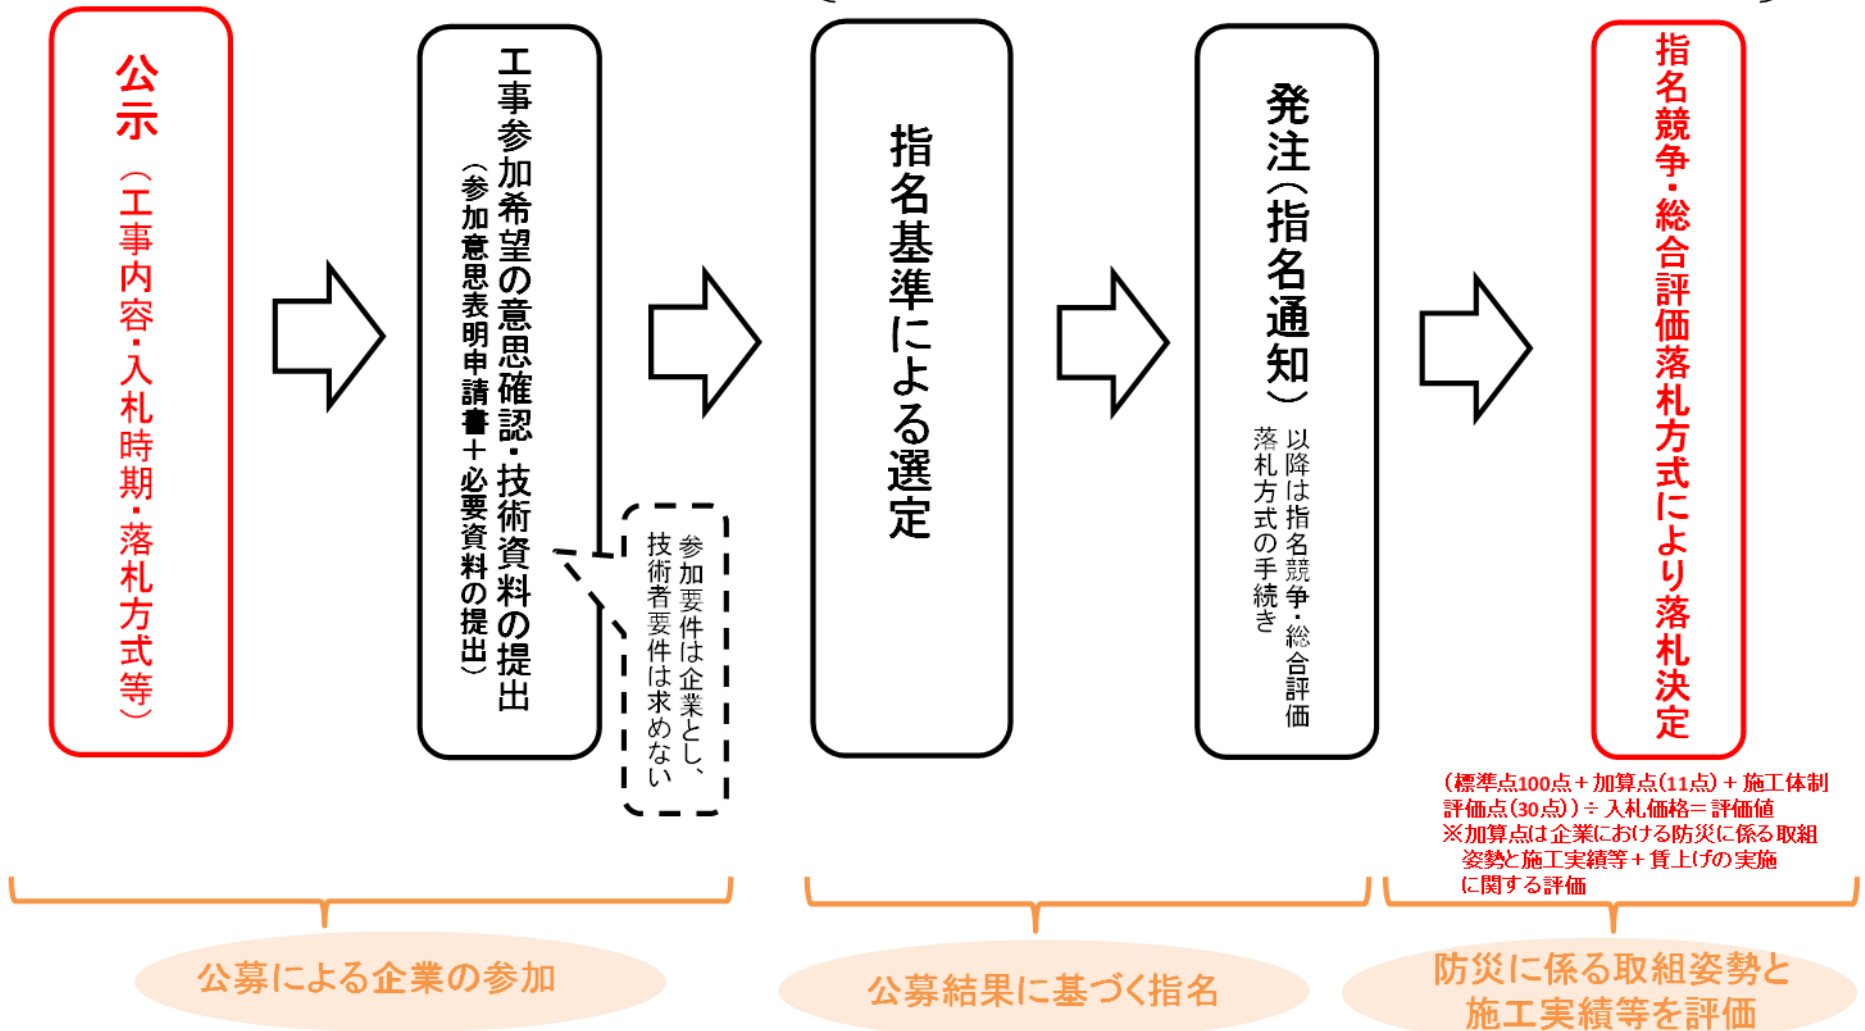 公示（工事内容・入札時期・落札方式等）
工事参加希望の意思確認・技術資料の提出
（参加意思表明申請書＋必要資料の提出）
参加要件は企業とし、
技術者要件は求めない
指名基準による選定
発注（指名通知）
以降は指名競争・総合評価
落札方式の手続き
指名競争・総合評価落札方式により落札決定
（標準点100点＋加算点（11点）＋施工体制
評価点（30点））÷入札価格＝評価値
※加算点は企業における防災に係る取組
姿勢と施工実績等＋賃上げの実施
に関する評価
公募による企業の参加
公募結果に基づく指名
防災に係る取組姿勢と
施工実績等を評価